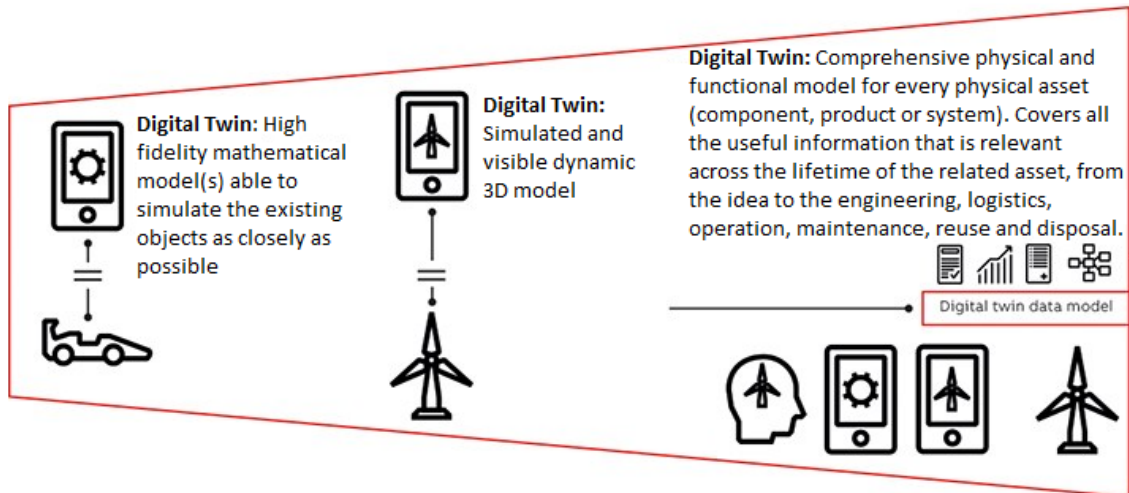 Digital Twin: High
fidelity mathematical
model(s) able to
simulate the existing
objects as closely as
possible
Digital Twin:
Simulated and
visible dynamic
3D model
Digital Twin: Comprehensive physical and
functional model for every physical asset
(component, product or system). Covers all
the useful information that is relevant
across the lifetime of the related asset, from
the idea to the engineering, logistics,
operation, maintenance, reuse and disposal.
Digital twin data model